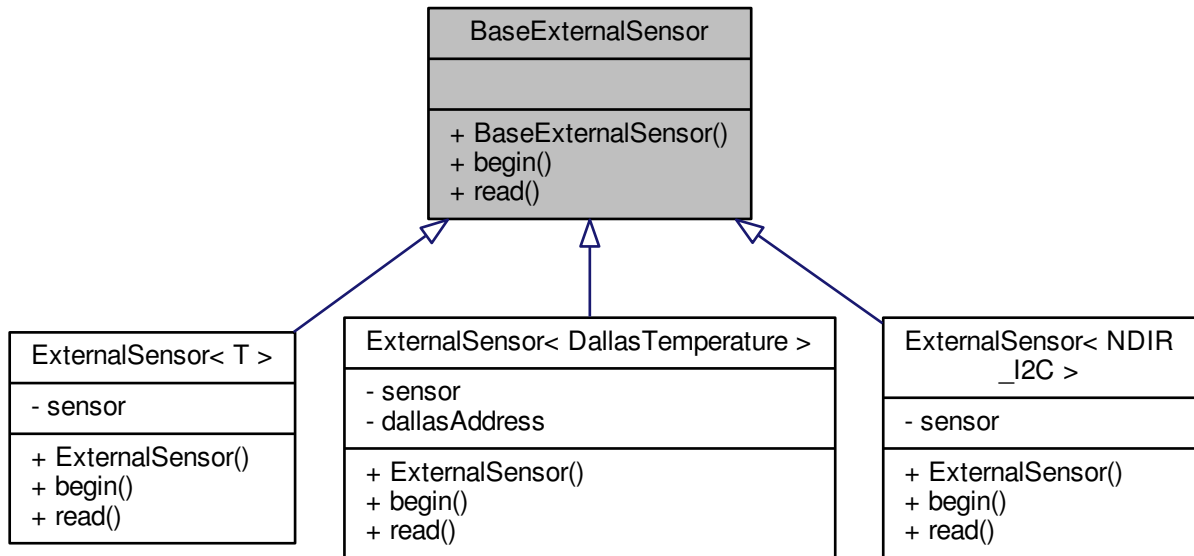 BaseExternalSensor
+ BaseExternalSensor()
+ begin()
+ read()
ExternalSensor< T >
- sensor
+ ExternalSensor()
+ begin()
+ read()
ExternalSensor< DallasTemperature >
- sensor
- dallasAddress
+ ExternalSensor()
+ begin()
+ read()
ExternalSensor< NDIR
_I2C >
- sensor
+ ExternalSensor()
+ begin()
+ read()